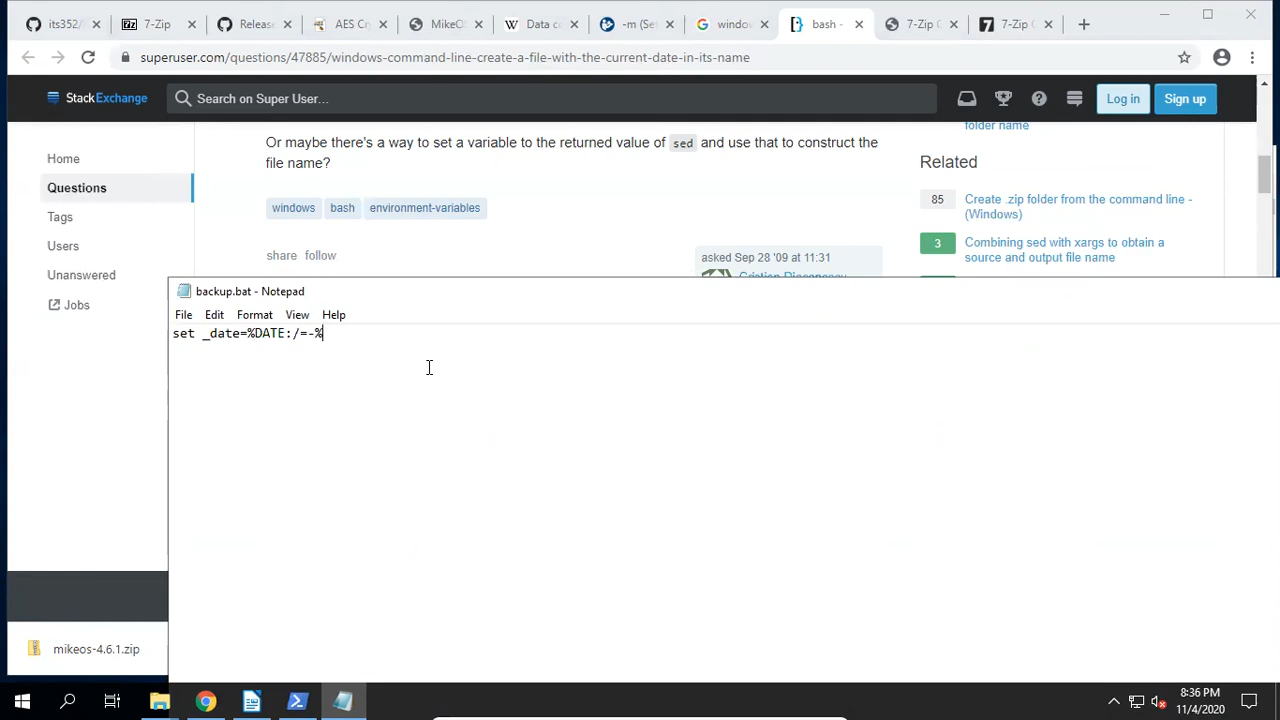 its352/
7-Zip
Release
AES Cry
MikeOS
Data co
-m (Set
window
bash -
7-Zip
7-Zip
superuser.com/questions/47885/windows-command-line-create-a-file-with-the-current-date-in-its-name
StackExchange
Search on Super User...
Log in
Sign up
Home
Questions
Tags
Users
Unanswered
Jobs
Or maybe there's a way to set a variable to the returned value of sed and use that to construct the
file name?
windows bash environment-variables
share follow
asked Sep 28 '09 at 11:31
folder name
Related
85 Create .zip folder from the command line -
(Windows)
3 Combining sed with xargs to obtain a
source and output file name
backup.bat - Notepad
File Edit Format View Help
set _date=%DATE:/=-%
mikeos-4.6.1.zip
8:36 PM
11/4/2020